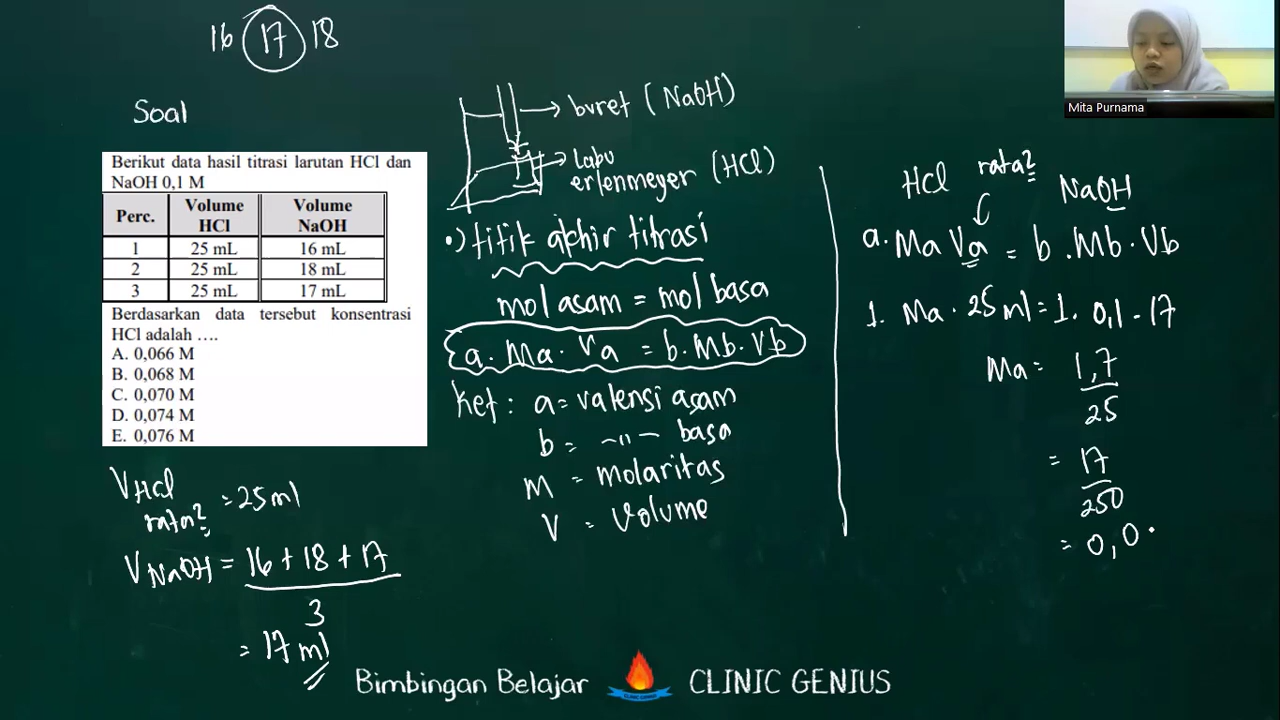 16 17 18
Soal
Berikut data hasil titrasi larutan HCl dan
NaOH 0,1 M
Perc. Volume HCl Volume NaOH
1 25 mL 16 mL
2 25 mL 18 mL
3 25 mL 17 mL
Berdasarkan data tersebut konsentrasi
HCl adalah ....
A. 0,066 M
B. 0,068 M
C. 0,070 M
D. 0,074 M
E. 0,076 M
V HCl rata2 = 25 ml
V NaOH = 16 + 18 + 17
3
= 17 ml
buret (NaOH)
Labu
erlenmeyer (HCl)
•) titik akhir titrasi
mol asam = mol basa
a. Ma. Va = b. Mb. Vb
Ket : a = valensi asam
b = -〃- basa
M = molaritas
V = Volume
HCl rata2 NaOH
a. Ma Va = b . Mb. Vb
1. Ma . 25 ml = 1. 0,1 . 17
Ma = 1,7
25
= 17
250
= 0,0
Mita Purnama
Bimbingan Belajar CLINIC GENIUS